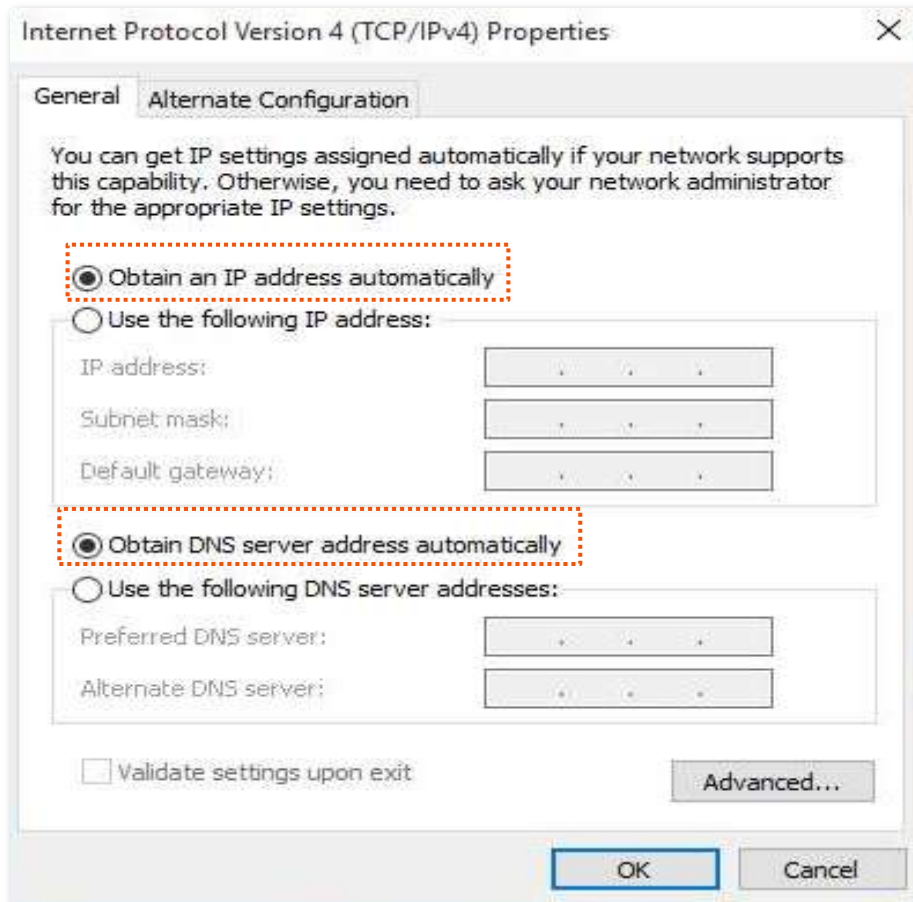 Internet Protocol Version 4 (TCP/IPv4) Properties
General
Alternate Configuration
You can get IP settings assigned automatically if your network supports
this capability. Otherwise, you need to ask your network administrator
for the appropriate IP settings.
Obtain an IP address automatically
Use the following IP address:
IP address:
Subnet mask:
Default gateway:
Obtain DNS server address automatically
Use the following DNS server addresses:
Preferred DNS server:
Alternate DNS server:
Validate settings upon exit
Advanced...
OK
Cancel